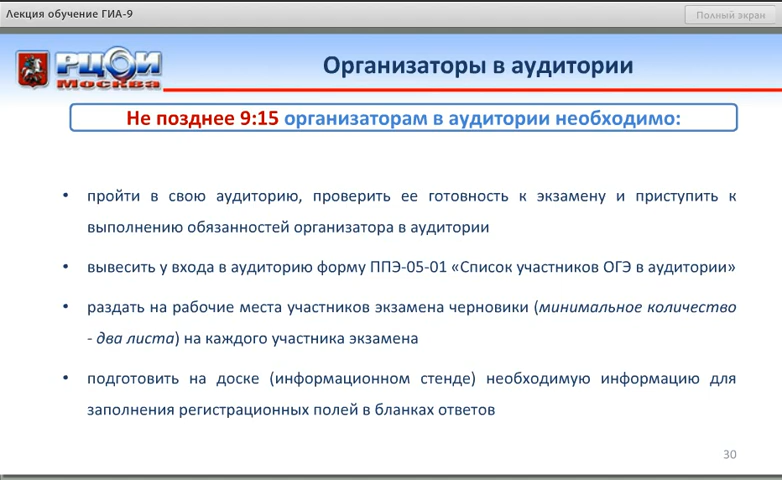 Лекция обучение ГИА-9
Полный экран
РЦОИ
Москва
Организаторы в аудитории
Не позднее 9:15 организаторам в аудитории необходимо:
• пройти в свою аудиторию, проверить ее готовность к экзамену и приступить к
выполнению обязанностей организатора в аудитории
• вывесить у входа в аудиторию форму ППЭ-05-01 «Список участников ОГЭ в аудитории»
• раздать на рабочие места участников экзамена черновики (минимальное количество
- два листа) на каждого участника экзамена
• подготовить на доске (информационном стенде) необходимую информацию для
заполнения регистрационных полей в бланках ответов
30